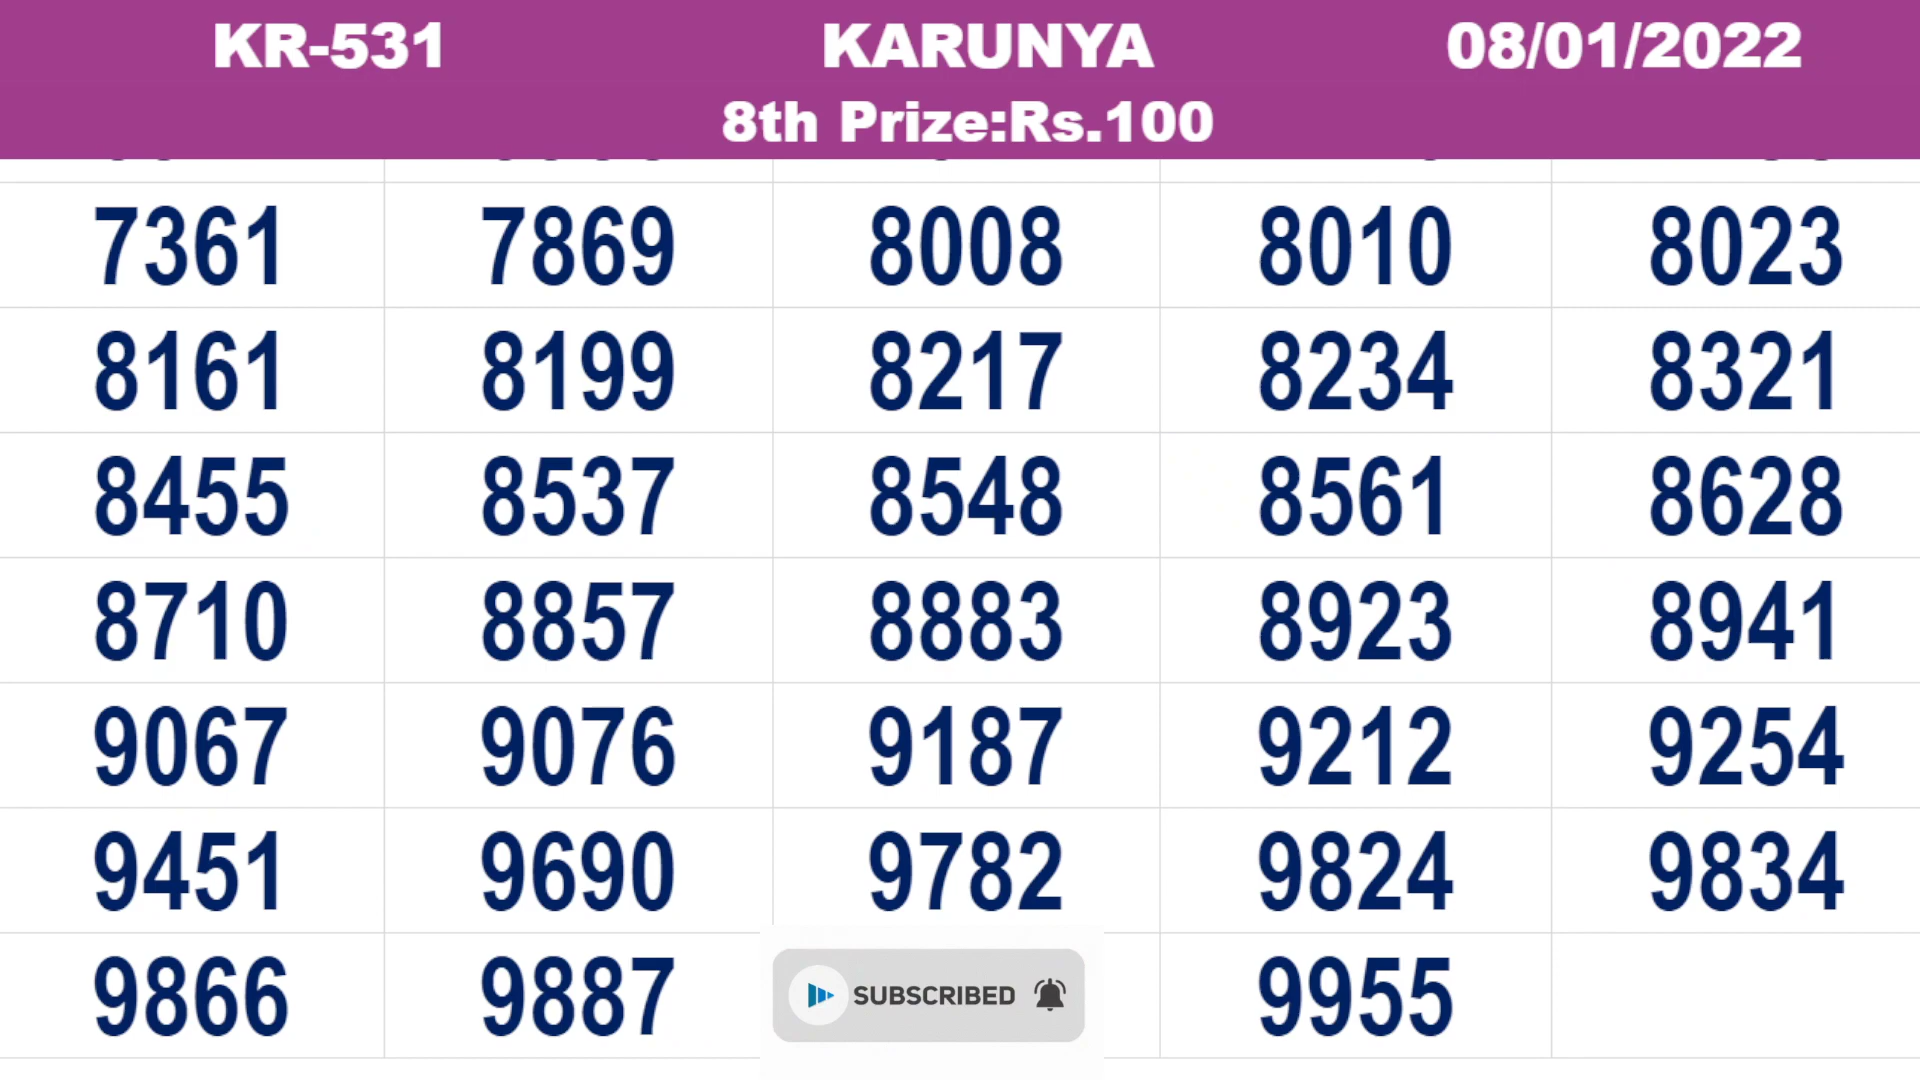 KR-531 KARUNYA 08/01/2022
8th Prize:Rs.100
7361 7869 8008 8010 8023
8161 8199 8217 8234 8321
8455 8537 8548 8561 8628
8710 8857 8883 8923 8941
9067 9076 9187 9212 9254
9451 9690 9782 9824 9834
9866 9887 SUBSCRIBED 9955